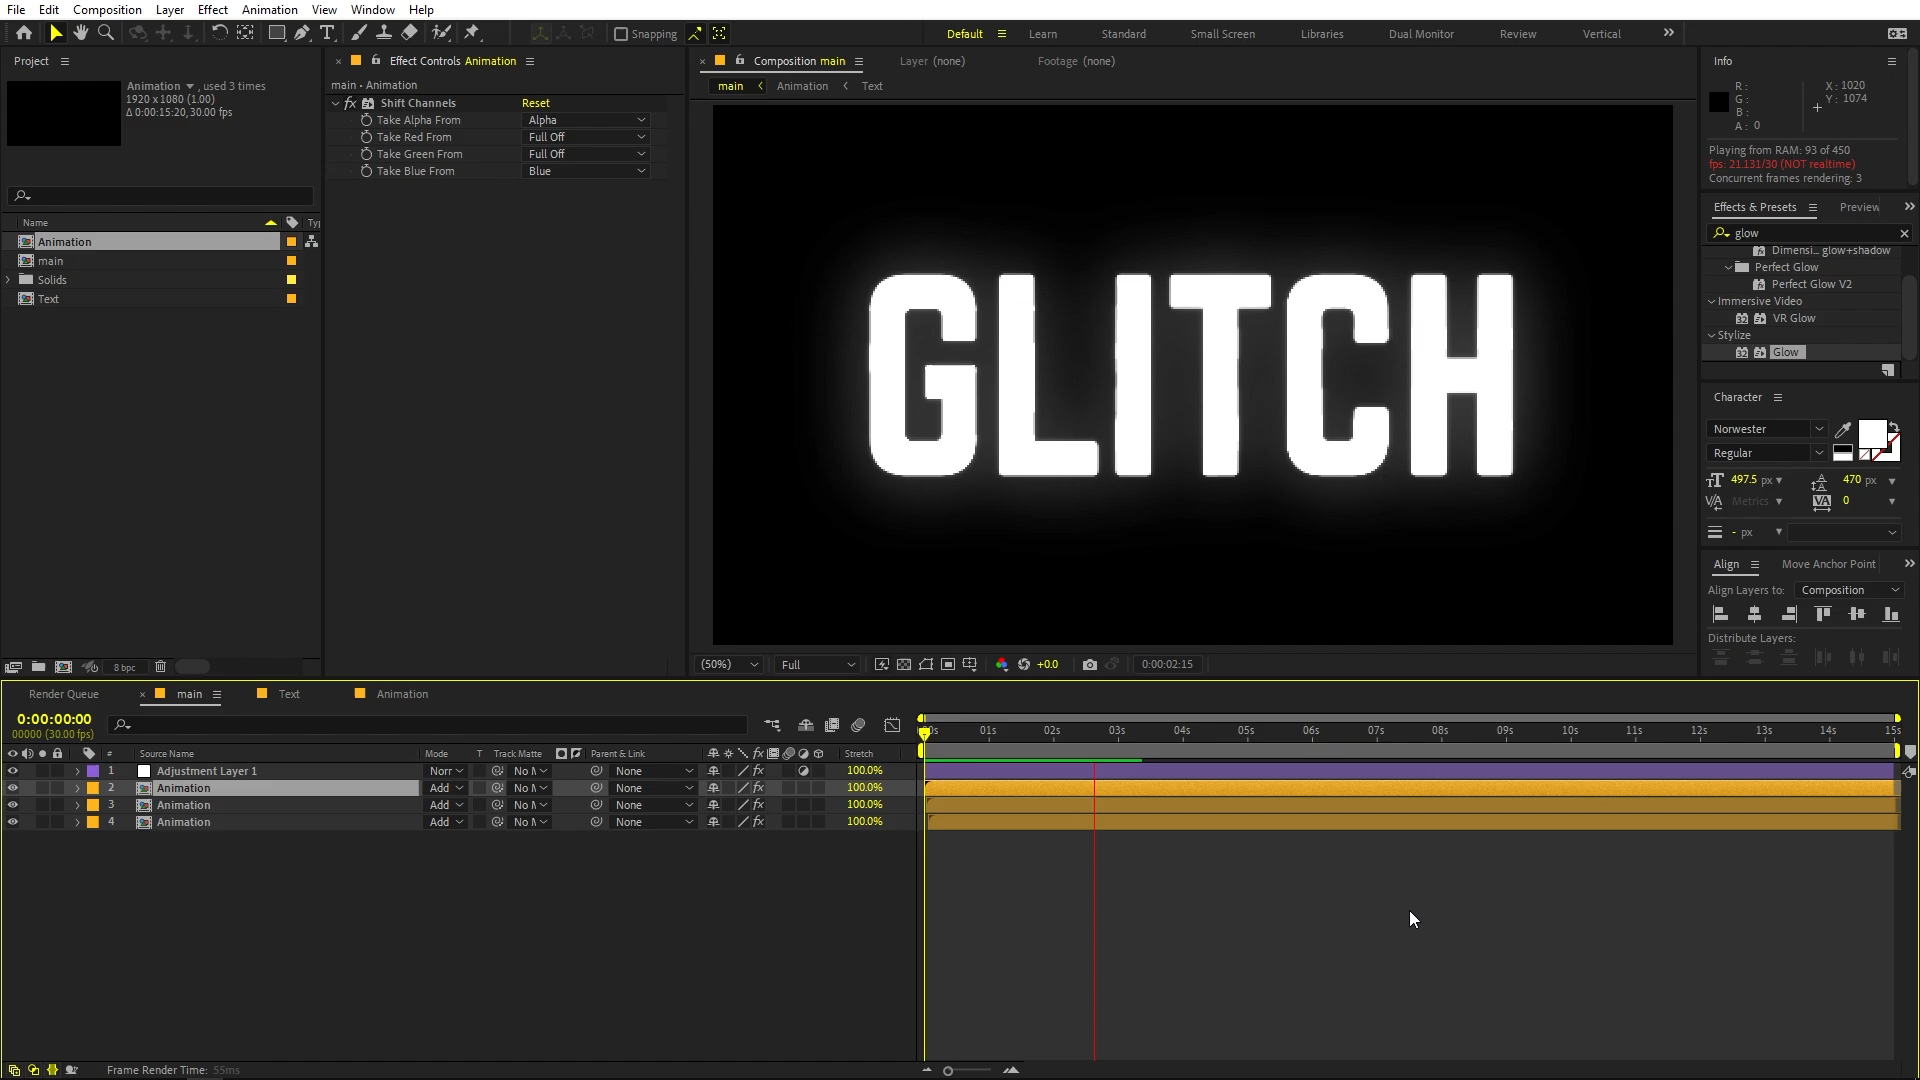 File Edit Composition Layer Effect Animation View Window Help
Snapping
Default Learn Standard Small Screen Libraries Dual Monitor Review Vertical
Project
Animation , used 3 times
1920 x 1080 (1.00)
Δ 0:00:15:20, 30.00 fps
Name
Animation
main
Solids
Text
8 bpc
Effect Controls Animation
main • Animation
fx Shift Channels Reset
Take Alpha From Alpha
Take Red From Full Off
Take Green From Full Off
Take Blue From Blue
Composition main
Layer (none)
Footage (none)
main Animation Text
GLITCH
(50%) Full +0.0 0:00:02:15
Info
R :
G :
B :
A : 0
X : 1020
Y : 1074
Playing from RAM: 93 of 450
fps: 21.131/30 (NOT realtime)
Concurrent frames rendering: 3
Effects & Presets Preview
glow
Dimensi... glow+shadow
Perfect Glow
Perfect Glow V2
Immersive Video
VR Glow
Stylize
Glow
Character
Norwester
Regular
497.5 px 470 px
Metrics 0
- px
Align Move Anchor Point
Align Layers to: Composition
Distribute Layers:
Render Queue main Text Animation
0:00:00:00
00000 (30.00 fps)
# Source Name Mode T Track Matte Parent & Link fx Stretch
1 Adjustment Layer 1 None fx 100.0%
2 Animation Add None fx 100.0%
3 Animation Add None fx 100.0%
4 Animation Add None fx 100.0%
01s 02s 03s 04s 05s 06s 07s 08s 09s 10s 11s 12s 13s 14s 15s
Frame Render Time: 55ms